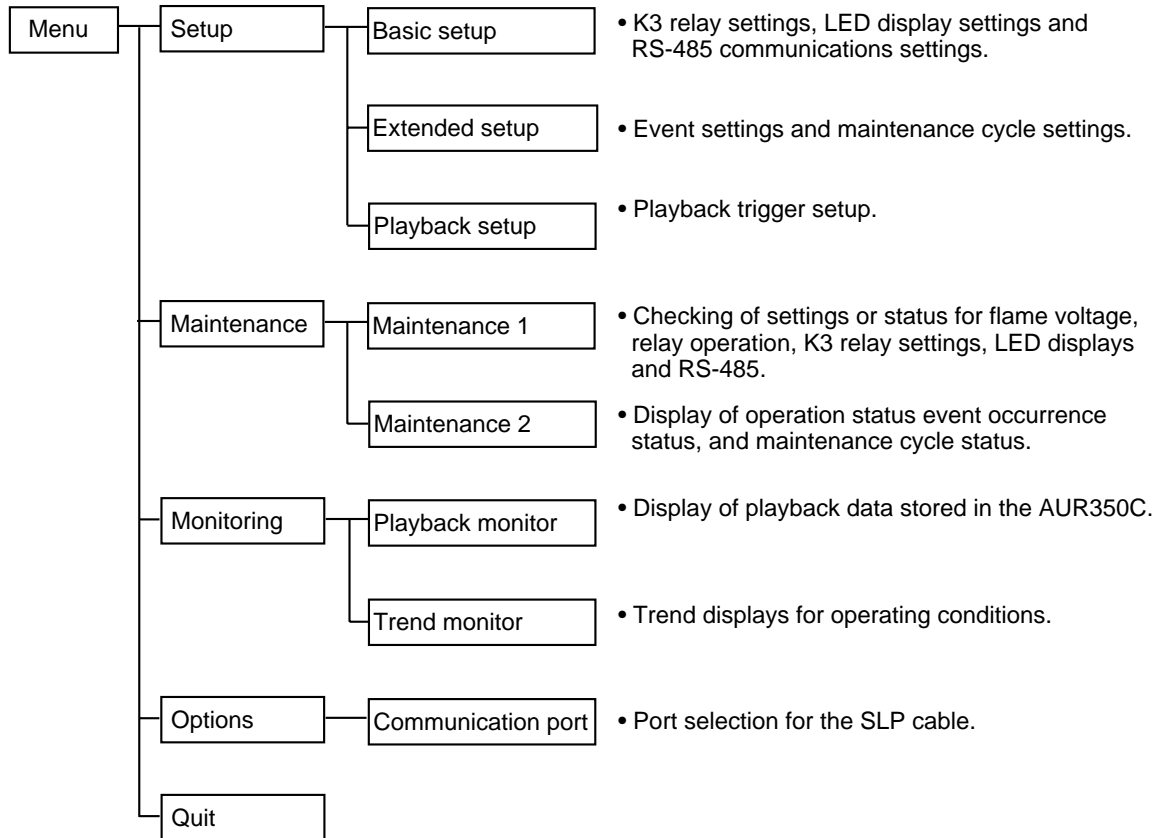 Menu
Setup
Basic setup
• K3 relay settings, LED display settings and
RS-485 communications settings.
Extended setup
• Event settings and maintenance cycle settings.
Playback setup
• Playback trigger setup.
Maintenance
Maintenance 1
• Checking of settings or status for flame voltage,
relay operation, K3 relay settings, LED displays
and RS-485.
Maintenance 2
• Display of operation status event occurrence
status, and maintenance cycle status.
Monitoring
Playback monitor
• Display of playback data stored in the AUR350C.
Trend monitor
• Trend displays for operating conditions.
Options
Communication port
• Port selection for the SLP cable.
Quit